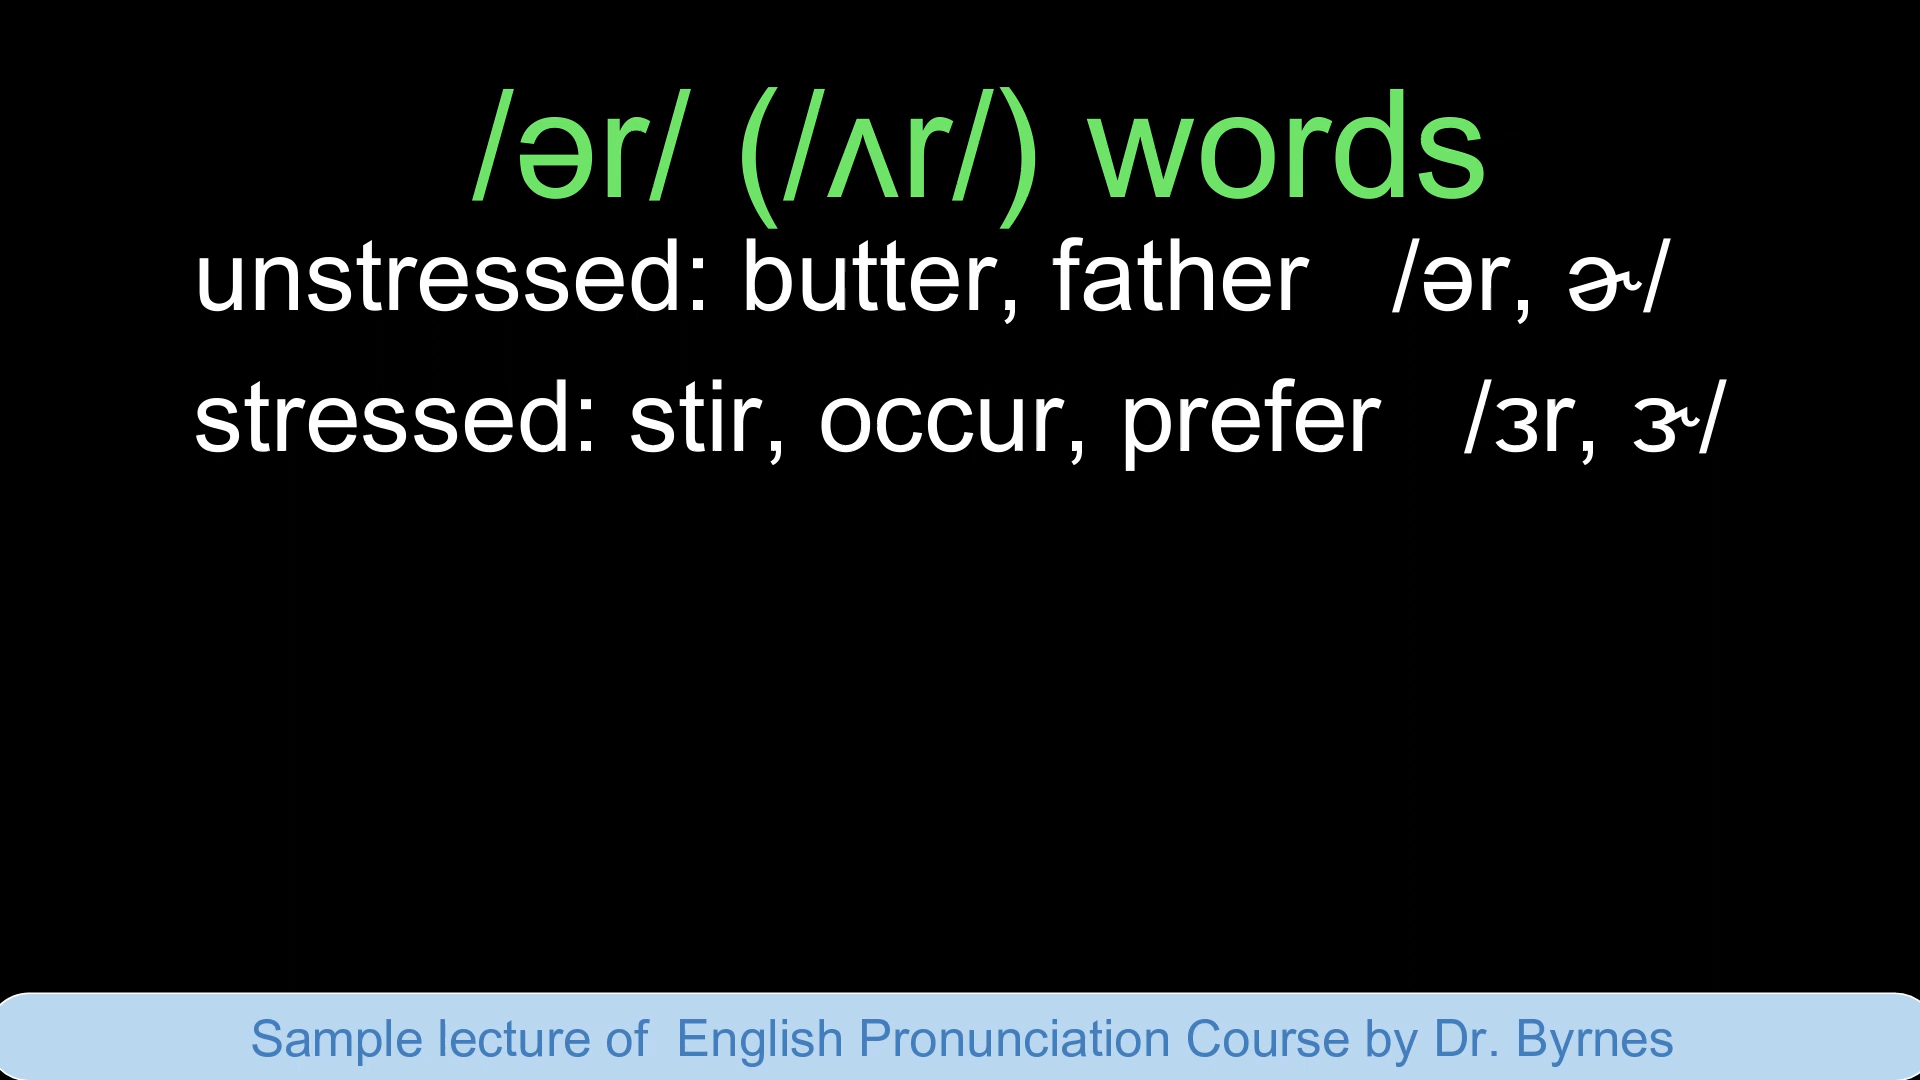 /ər/ (/ʌr/) words
unstressed: butter, father /ər, ɚ/
stressed: stir, occur, prefer /ɜr, ɝ/
Sample lecture of English Pronunciation Course by Dr. Byrnes